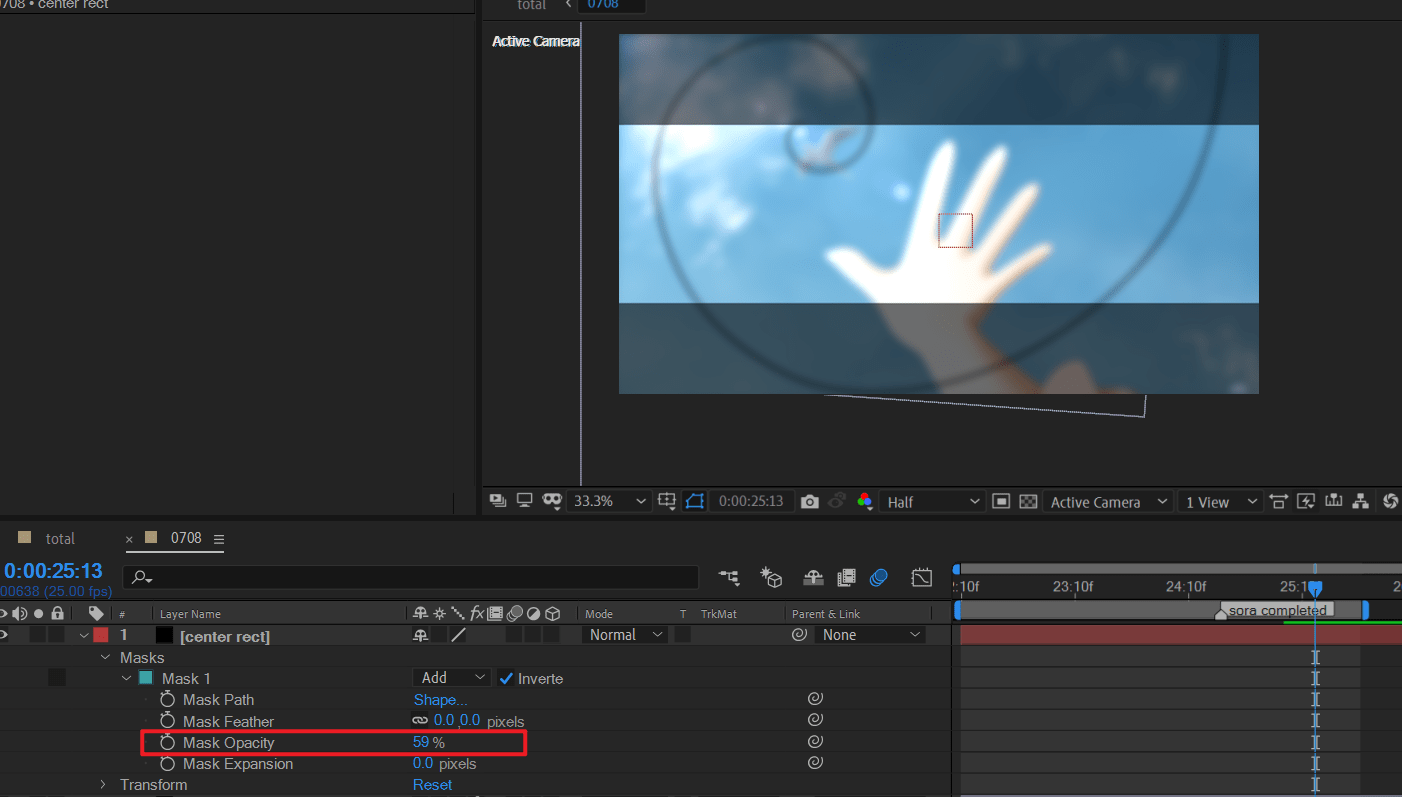 0708 • center rect
total
0708
Active Camera
33.3%
0:00:25:13
Half
Active Camera
1 View
total
× 0708
0:00:25:13
00638 (25.00 fps)
:10f 23:10f 24:10f 25:1
sora completed
# Layer Name fx Mode T TrkMat Parent & Link
1 [center rect] Normal None
Masks
Mask 1 Add Inverte
Mask Path Shape...
Mask Feather 0.0,0.0 pixels
Mask Opacity 59 %
Mask Expansion 0.0 pixels
Transform Reset